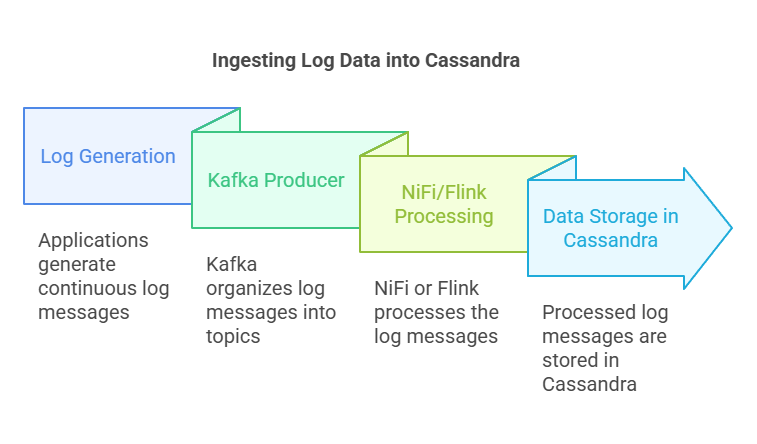 Ingesting Log Data into Cassandra
Log Generation
Applications
generate
continuous log
messages
Kafka Producer
Kafka
organizes log
messages into
topics
NiFi/Flink
Processing
NiFi or Flink
processes the
log messages
Data Storage in
Cassandra
Processed log
messages are
stored in
Cassandra